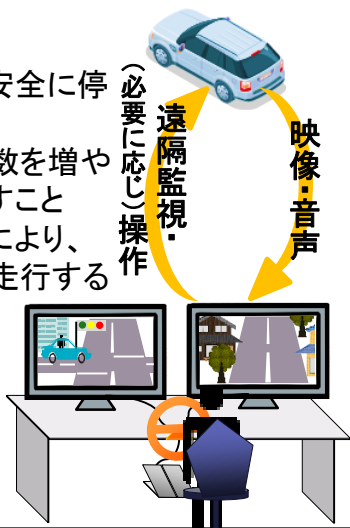 安全に停
数を増や
すこと
により、
走行する
遠隔監視・
(必要に応じ)操作
映像・音声